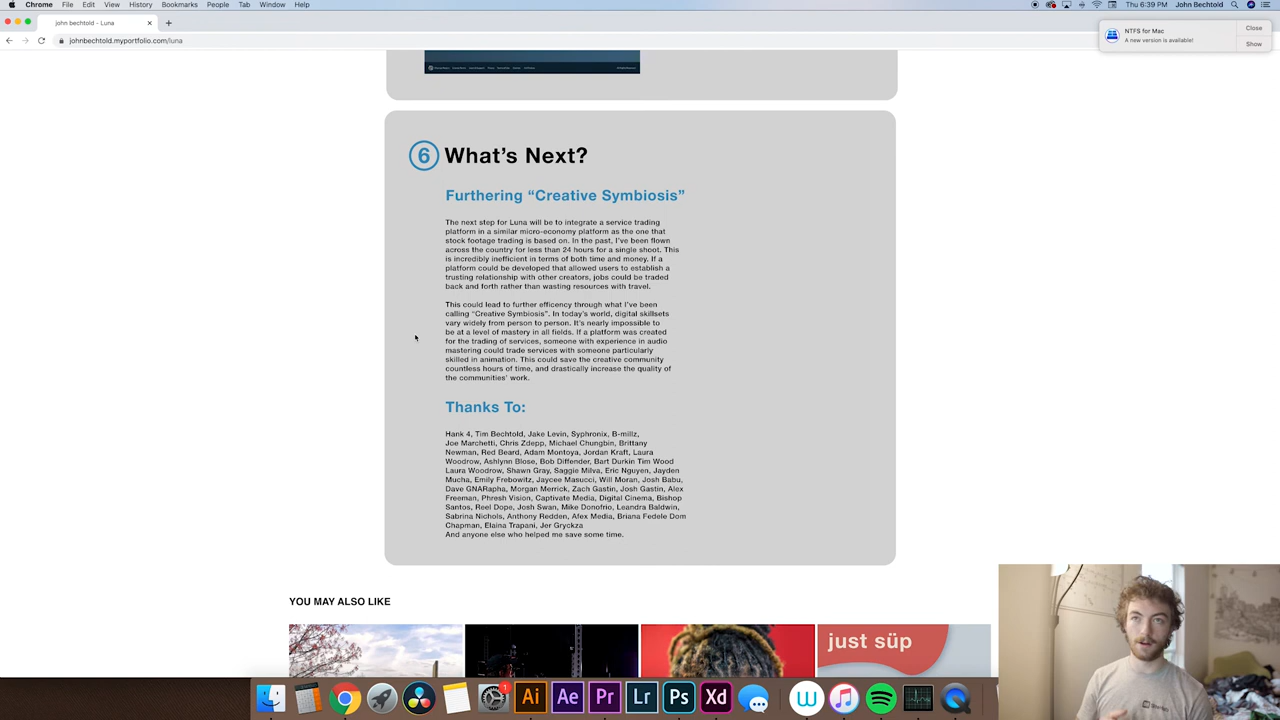 Chrome File Edit View History Bookmarks People Tab Window Help
Thu 6:39 PM John Bechtold
john bechtold - Luna
johnbechtold.myportfolio.com/luna
NTFS for Mac
A new version is available!
Close
Show
6 What's Next?
Furthering “Creative Symbiosis”
The next step for Luna will be to integrate a service trading
platform in a similar micro-economy platform as the one that
stock footage trading is based on. In the past, I've been flown
across the country for less than 24 hours for a single shoot. This
is incredibly inefficient in terms of both time and money. If a
platform could be developed that allowed users to establish a
trusting relationship with other creators, jobs could be traded
back and forth rather than wasting resources with travel.
This could lead to further efficency through what I've been
calling “Creative Symbiosis”. In today's world, digital skillsets
vary widely from person to person. It's nearly impossible to
be at a level of mastery in all fields. If a platform was created
for the trading of services, someone with experience in audio
mastering could trade services with someone particularly
skilled in animation. This could save the creative community
countless hours of time, and drastically increase the quality of
the communities' work.
Thanks To:
Hank 4, Tim Bechtold, Jake Levin, Syphronix, B-millz,
Joe Marchetti, Chris Zdepp, Michael Chungbin, Brittany
Newman, Red Beard, Adam Montoya, Jordan Kraft, Laura
Woodrow, Ashlynn Blose, Bob Diffender, Bart Durkin Tim Wood
Laura Woodrow, Shawn Gray, Saggie Milva, Eric Nguyen, Jayden
Mucha, Emily Frebowitz, Jaycee Masucci, Will Moran, Josh Babu,
Dave GNARapha, Morgan Merrick, Zach Gastin, Josh Gastin, Alex
Freeman, Phresh Vision, Captivate Media, Digital Cinema, Bishop
Santos, Reel Dope, Josh Swan, Mike Donofrio, Leandra Baldwin,
Sabrina Nichols, Anthony Redden, Afex Media, Briana Fedele Dom
Chapman, Elaina Trapani, Jer Gryckza
And anyone else who helped me save some time.
YOU MAY ALSO LIKE
just süp
1
Ai Ae Pr Lr Ps Xd W